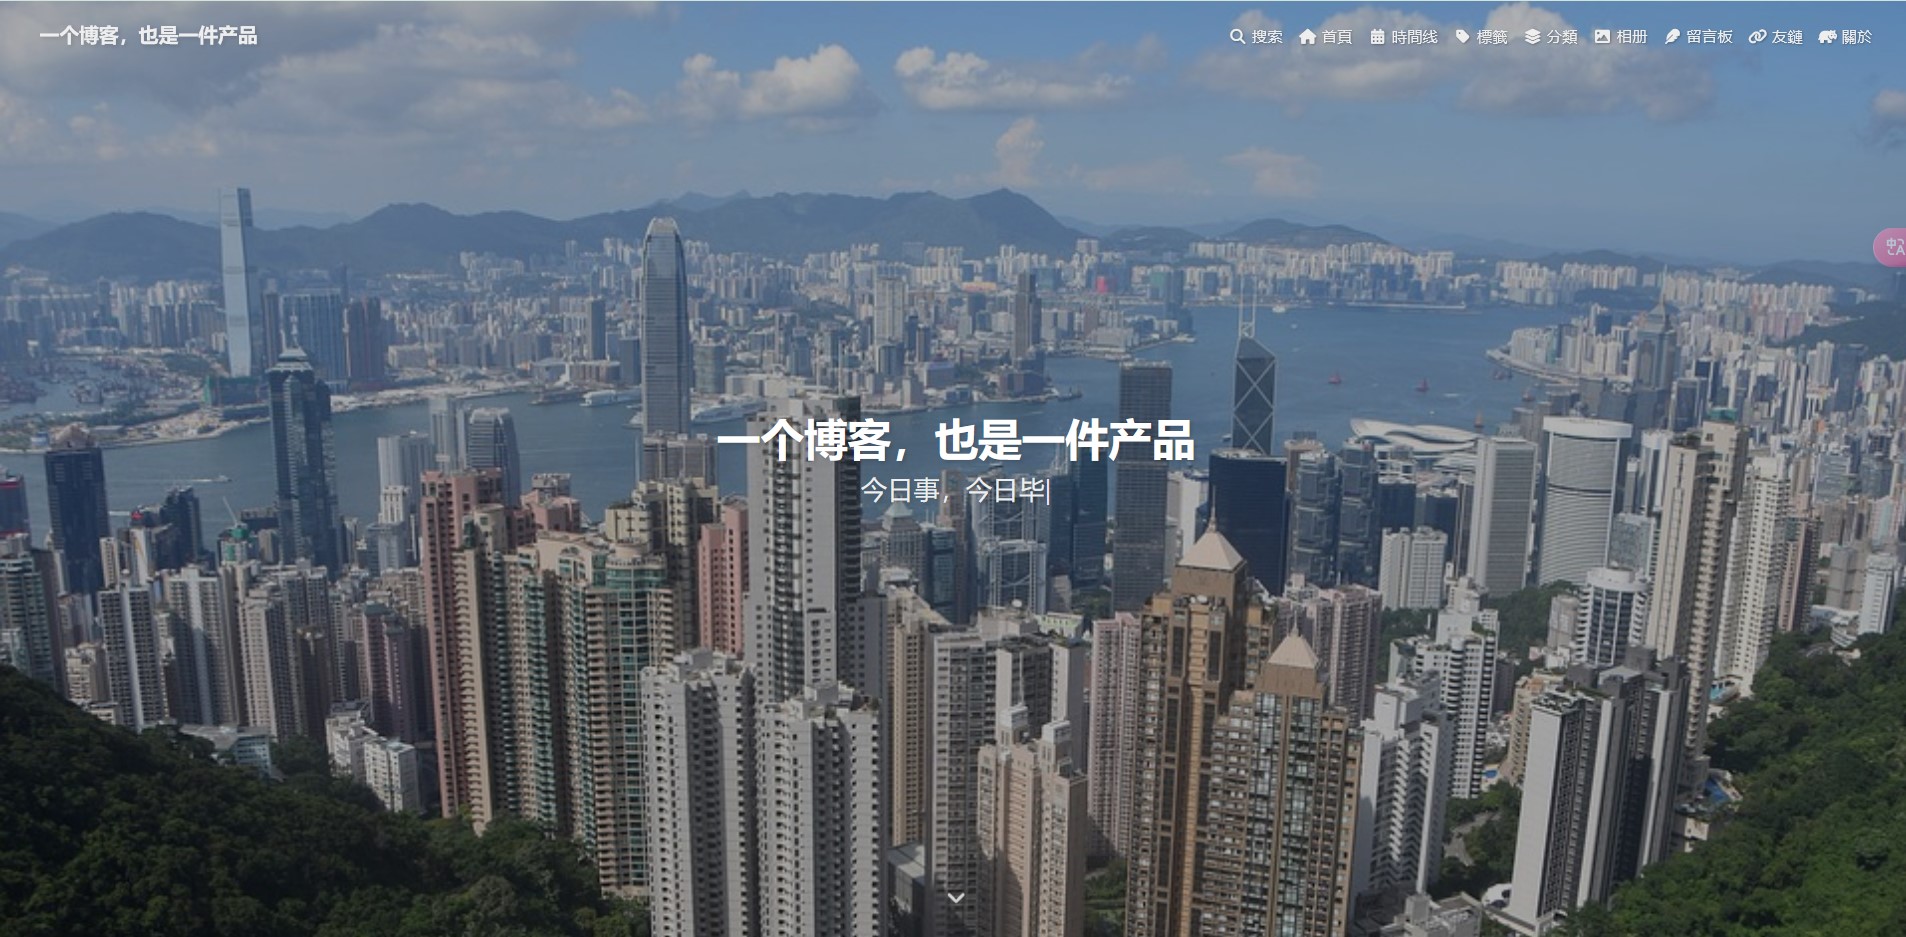 一个博客，也是一件产品
搜索 首頁 時間线 標籤 分類 相册 留言板 友鏈 關於
中A
一个博客，也是一件产品
今日事，今日毕|